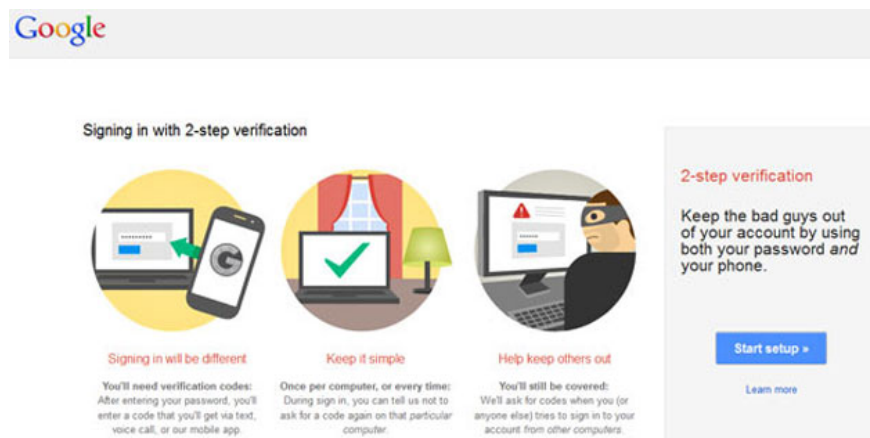 Google
Signing in with 2-step verification
Signing in will be different
You'll need verification codes:
After entering your password, you'll
enter a code that you'll get via text,
voice call, or our mobile app.
Keep it simple
Once per computer, or every time:
During sign in, you can tell us not to
ask for a code again on that particular
computer.
Help keep others out
You'll still be covered:
We'll ask for codes when you (or
anyone else) tries to sign in to your
account from other computers.
2-step verification
Keep the bad guys out
of your account by using
both your password and
your phone.
Start setup »
Learn more